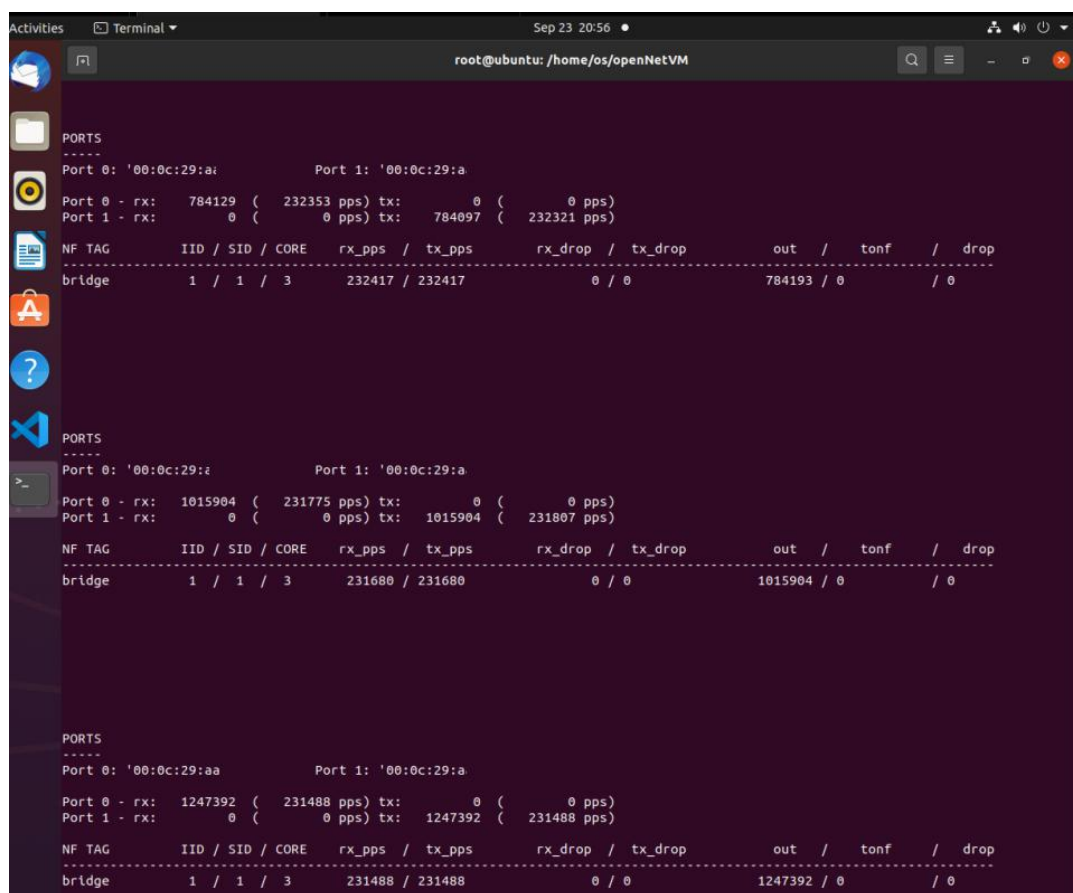 Activities Terminal Sep 23 20:56
root@ubuntu: /home/os/openNetVM
PORTS
-----
Port 0: '00:0c:29:aa Port 1: '00:0c:29:a
Port 0 - rx: 784129 ( 232353 pps) tx: 0 ( 0 pps)
Port 1 - rx: 0 ( 0 pps) tx: 784097 ( 232321 pps)
NF TAG IID / SID / CORE rx_pps / tx_pps rx_drop / tx_drop out / tonf / drop
----------------------------------------------------------------------------------------------------------------------
bridge 1 / 1 / 3 232417 / 232417 0 / 0 784193 / 0 / 0
PORTS
-----
Port 0: '00:0c:29:a Port 1: '00:0c:29:a
Port 0 - rx: 1015904 ( 231775 pps) tx: 0 ( 0 pps)
Port 1 - rx: 0 ( 0 pps) tx: 1015904 ( 231807 pps)
NF TAG IID / SID / CORE rx_pps / tx_pps rx_drop / tx_drop out / tonf / drop
----------------------------------------------------------------------------------------------------------------------
bridge 1 / 1 / 3 231680 / 231680 0 / 0 1015904 / 0 / 0
PORTS
-----
Port 0: '00:0c:29:aa Port 1: '00:0c:29:a
Port 0 - rx: 1247392 ( 231488 pps) tx: 0 ( 0 pps)
Port 1 - rx: 0 ( 0 pps) tx: 1247392 ( 231488 pps)
NF TAG IID / SID / CORE rx_pps / tx_pps rx_drop / tx_drop out / tonf / drop
----------------------------------------------------------------------------------------------------------------------
bridge 1 / 1 / 3 231488 / 231488 0 / 0 1247392 / 0 / 0